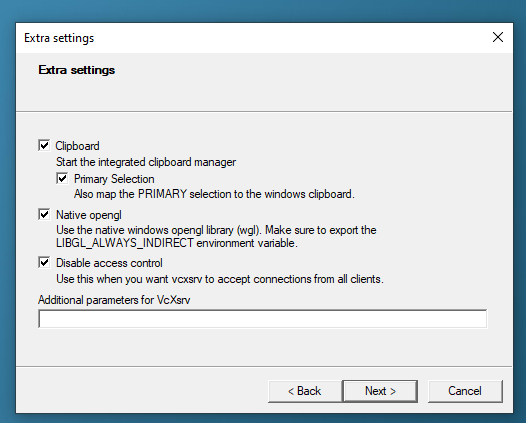 Extra settings
Extra settings
Clipboard
Start the integrated clipboard manager
Primary Selection
Also map the PRIMARY selection to the windows clipboard.
Native opengl
Use the native windows opengl library (wgl). Make sure to export the
LIBGL_ALWAYS_INDIRECT environment variable.
Disable access control
Use this when you want vcxsrv to accept connections from all clients.
Additional parameters for VcXsrv
< Back
Next >
Cancel